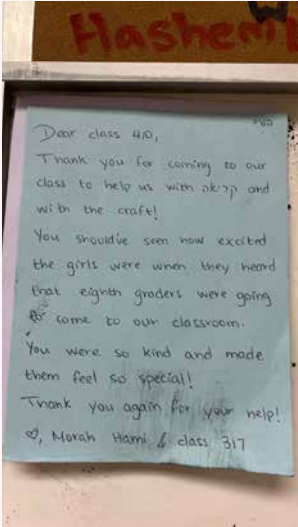 Hashem
בס"ד
Dear class 410,
Thank you for coming to our
class to help us with קריאה and
with the craft!
You should've seen how excited
the girls were when they heard
that eighth graders were going
to come to our classroom.
You were so kind and made
them feel so special!
Thank you again for your help!
♡, Morah Hami & class 317